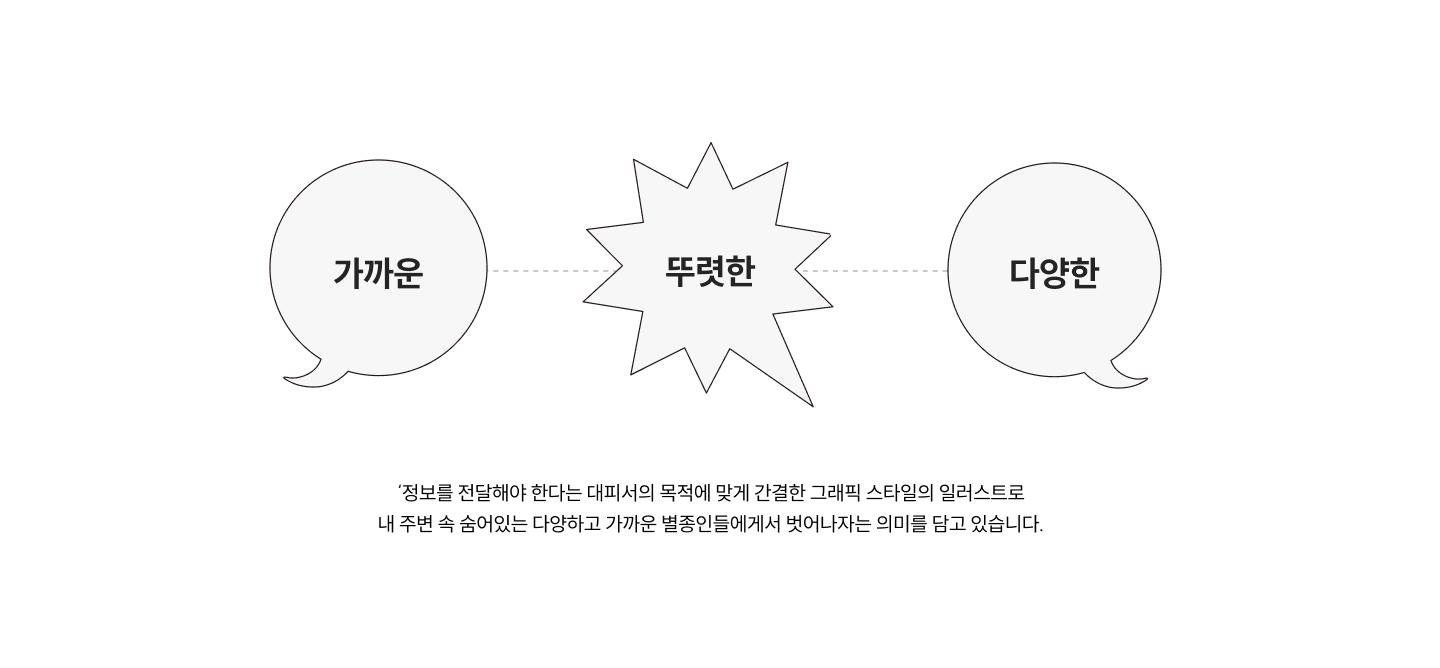 가까운
뚜렷한
다양한
‘정보를 전달해야 한다는 대피서의 목적에 맞게 간결한 그래픽 스타일의 일러스트로
내 주변 속 숨어있는 다양하고 가까운 별종인들에게서 벗어나자는 의미를 담고 있습니다.